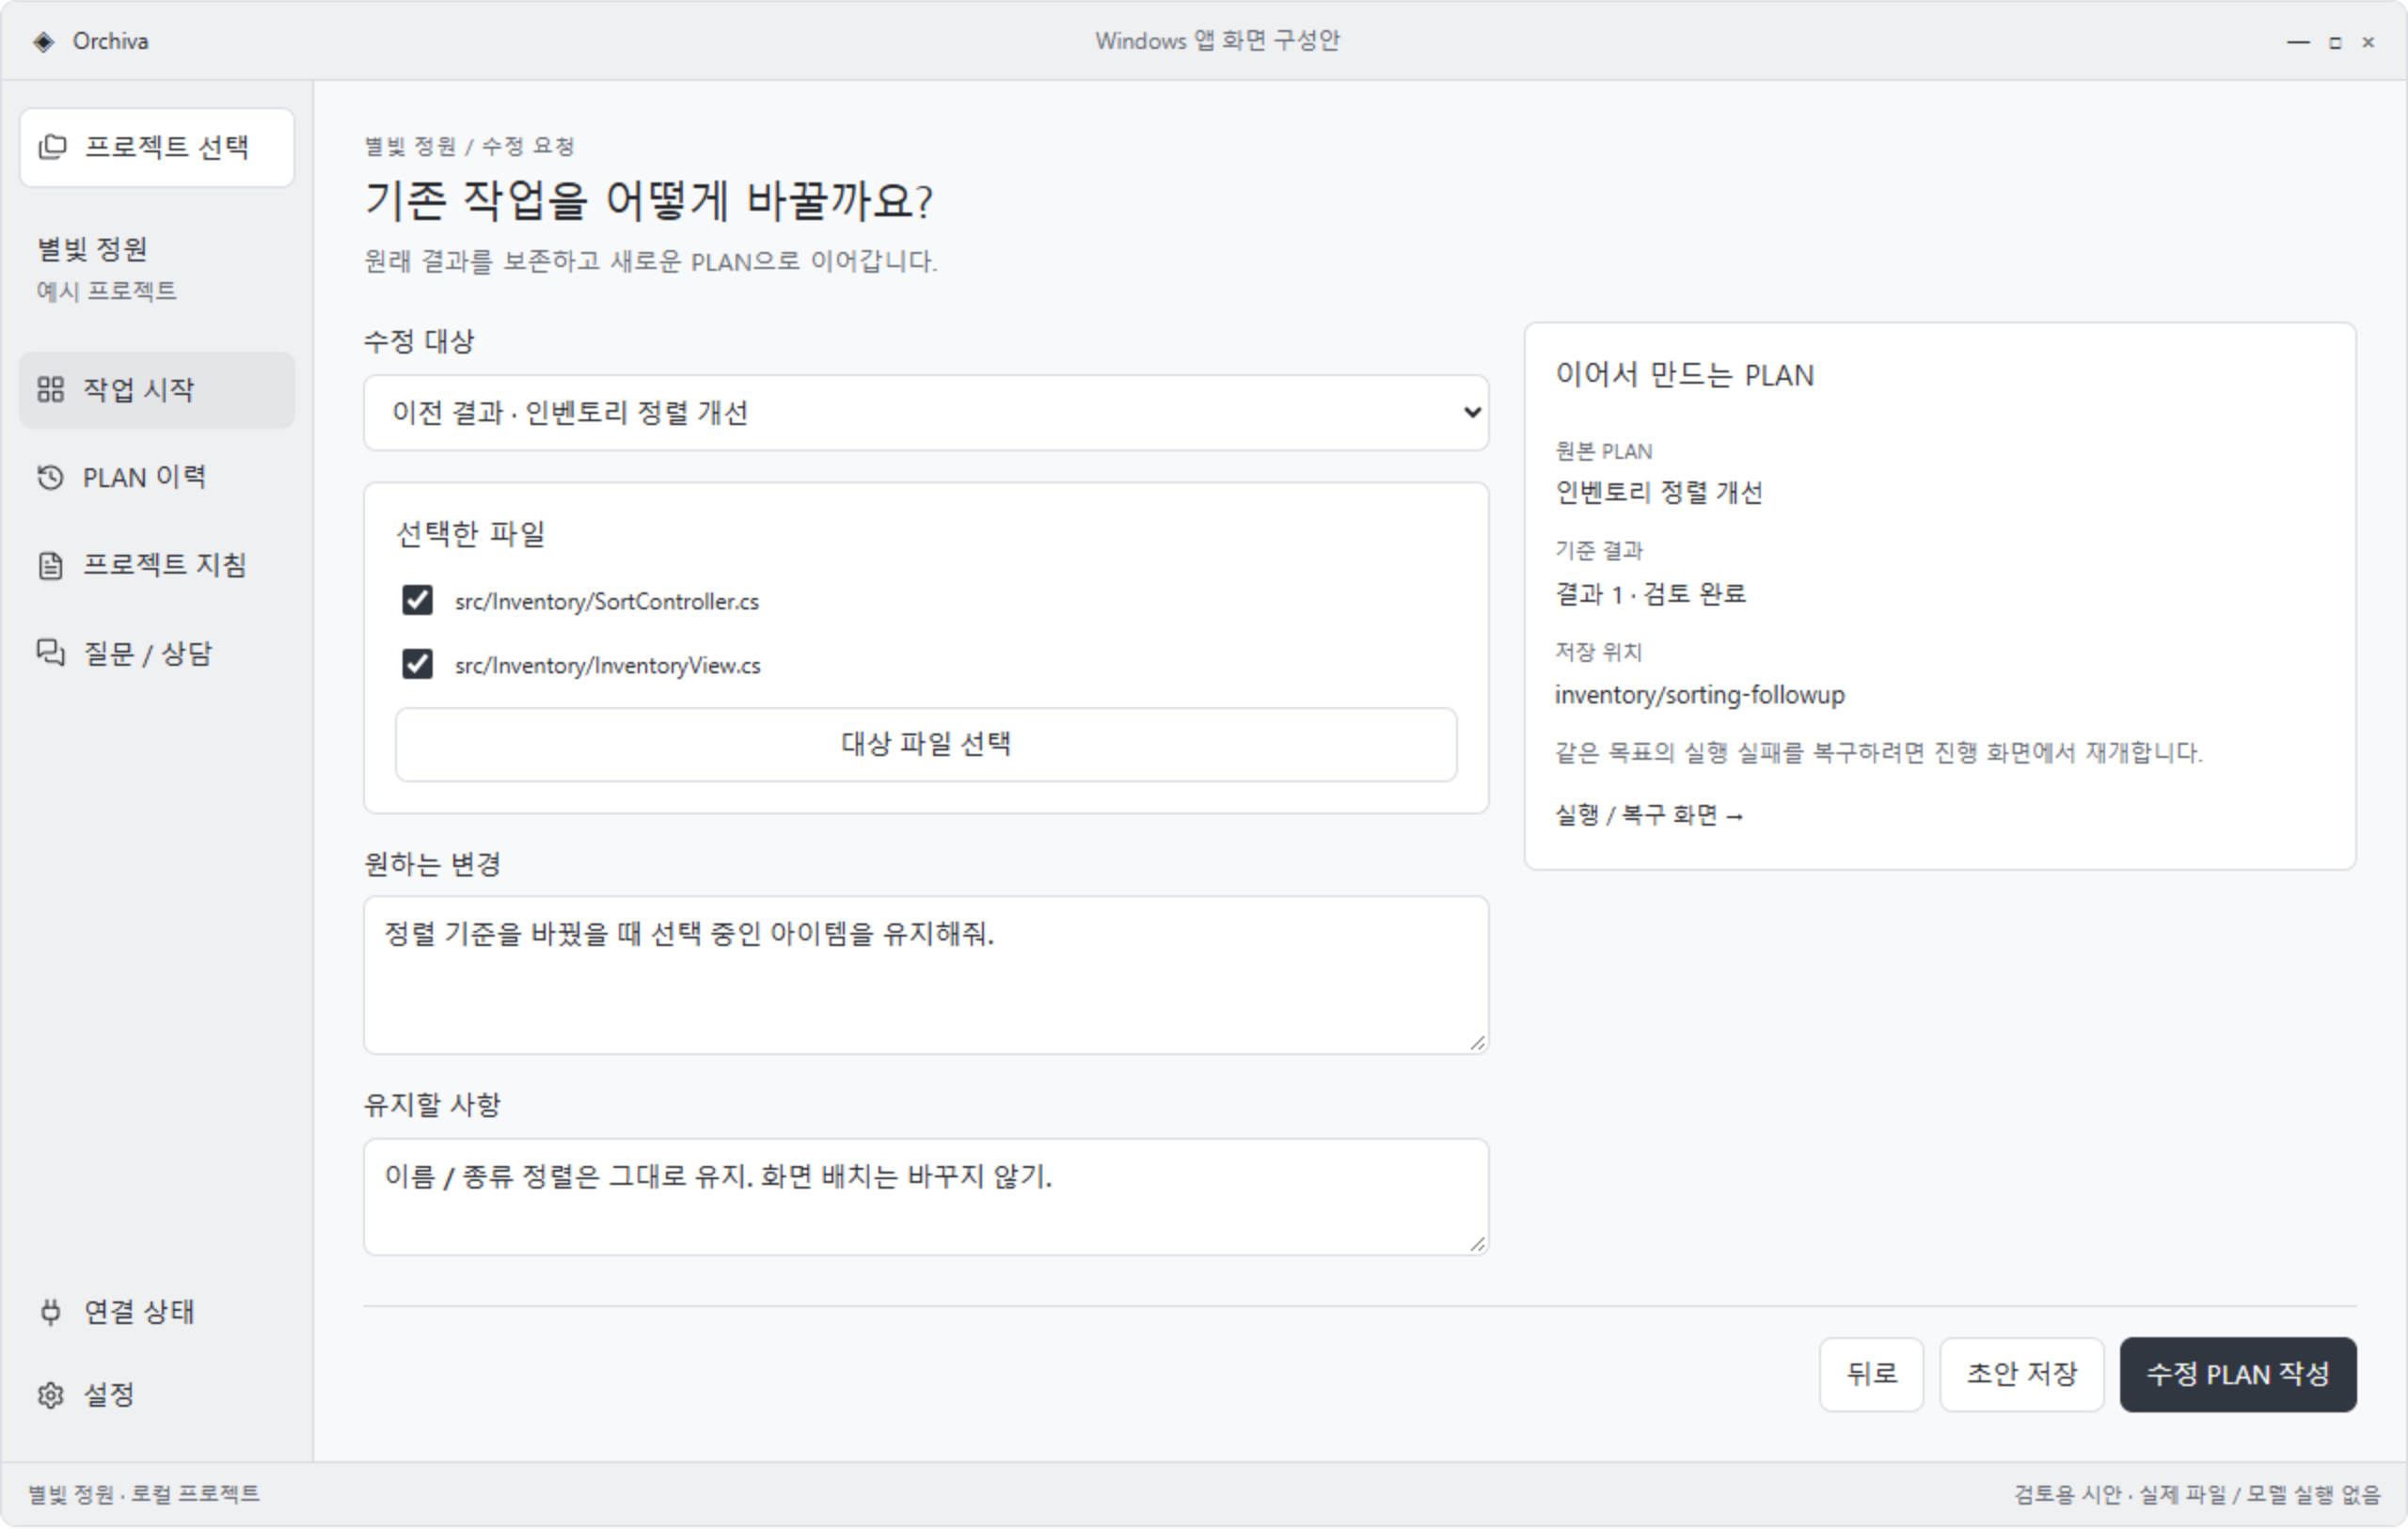 Orchiva
Windows 앱 화면 구성안
프로젝트 선택
별빛 정원
예시 프로젝트
작업 시작
PLAN 이력
프로젝트 지침
질문 / 상담
연결 상태
설정
별빛 정원 / 수정 요청
기존 작업을 어떻게 바꿀까요?
원래 결과를 보존하고 새로운 PLAN으로 이어갑니다.
수정 대상
이전 결과 · 인벤토리 정렬 개선
선택한 파일
src/Inventory/SortController.cs
src/Inventory/InventoryView.cs
대상 파일 선택
원하는 변경
정렬 기준을 바꿨을 때 선택 중인 아이템을 유지해줘.
유지할 사항
이름 / 종류 정렬은 그대로 유지. 화면 배치는 바꾸지 않기.
이어서 만드는 PLAN
원본 PLAN
인벤토리 정렬 개선
기준 결과
결과 1 · 검토 완료
저장 위치
inventory/sorting-followup
같은 목표의 실행 실패를 복구하려면 진행 화면에서 재개합니다.
실행 / 복구 화면 →
뒤로
초안 저장
수정 PLAN 작성
별빛 정원 · 로컬 프로젝트
검토용 시안 · 실제 파일 / 모델 실행 없음